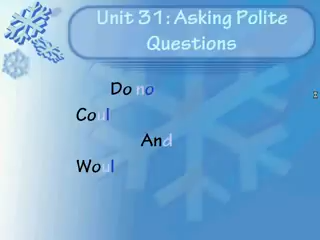 Unit 31: Asking Polite
Questions
Do no
Coul
And
Woul